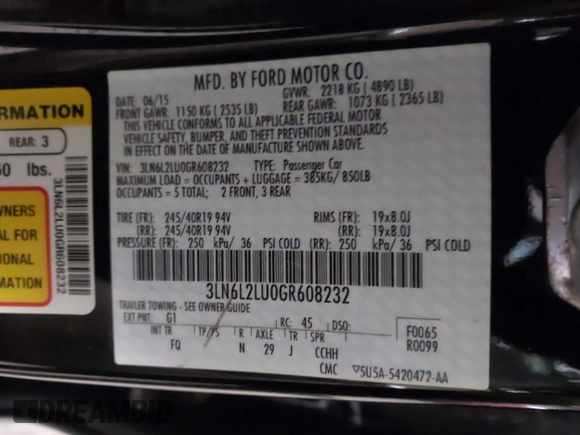 MFD. BY FORD MOTOR CO.
DATE: 06/15 GVWR: 2218 KG ( 4890 LB)
FRONT GAWR: 1150 KG ( 2535 LB) REAR GAWR: 1073 KG ( 2365 LB)
THIS VEHICLE CONFORMS TO ALL APPLICABLE FEDERAL MOTOR
VEHICLE SAFETY, BUMPER, AND THEFT PREVENTION STANDARDS
IN EFFECT ON THE DATE OF MANUFACTURE SHOWN ABOVE.
VIN: 3LN6L2LU0GR608232 TYPE: Passenger Car
MAXIMUM LOAD = OCCUPANTS + LUGGAGE = 385KG/ 850LB
OCCUPANTS = 5 TOTAL; 2 FRONT, 3 REAR
TIRE (FR): 245/40R19 94V RIMS (FR): 19x8.0J
(RR): 245/40R19 94V (RR): 19x8.0J
PRESSURE (FR): 250 kPa/ 36 PSI COLD (RR): 250 kPa/ 36 PSI COLD
3LN6L2LU0GR608232
TRAILER TOWING - SEE OWNER GUIDE
EXT PNT: G1 RC: 45 DSO: F0065
INT TR TP/PS R AXLE TR SPR R0099
FQ N 29 J CCHH
CMC ▽5U5A-5420472-AA
FORMATION
REAR: 3
50 lbs.
WNERS
AL FOR
IONAL
MATION
3LN6L2LU0GR608232
DREAMBID